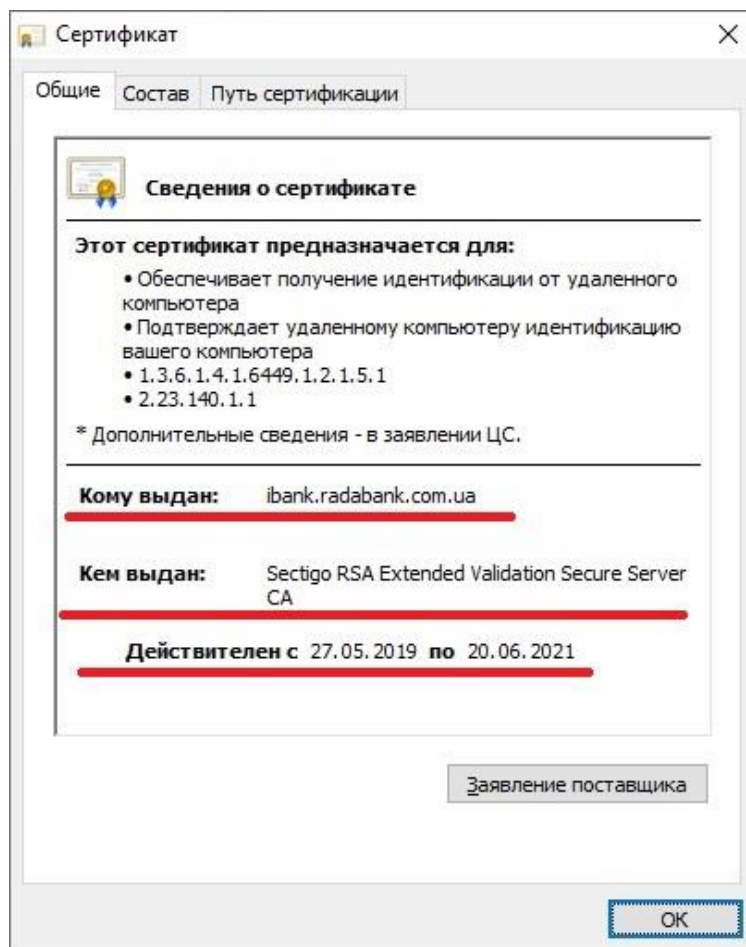 Сертификат
Общие Состав Путь сертификации
Сведения о сертификате
Этот сертификат предназначается для:
• Обеспечивает получение идентификации от удаленного
компьютера
• Подтверждает удаленному компьютеру идентификацию
вашего компьютера
• 1.3.6.1.4.1.6449.1.2.1.5.1
• 2.23.140.1.1
* Дополнительные сведения - в заявлении ЦС.
Кому выдан: ibank.radabank.com.ua
Кем выдан: Sectigo RSA Extended Validation Secure Server
CA
Действителен с 27.05.2019 по 20.06.2021
Заявление поставщика
ОК